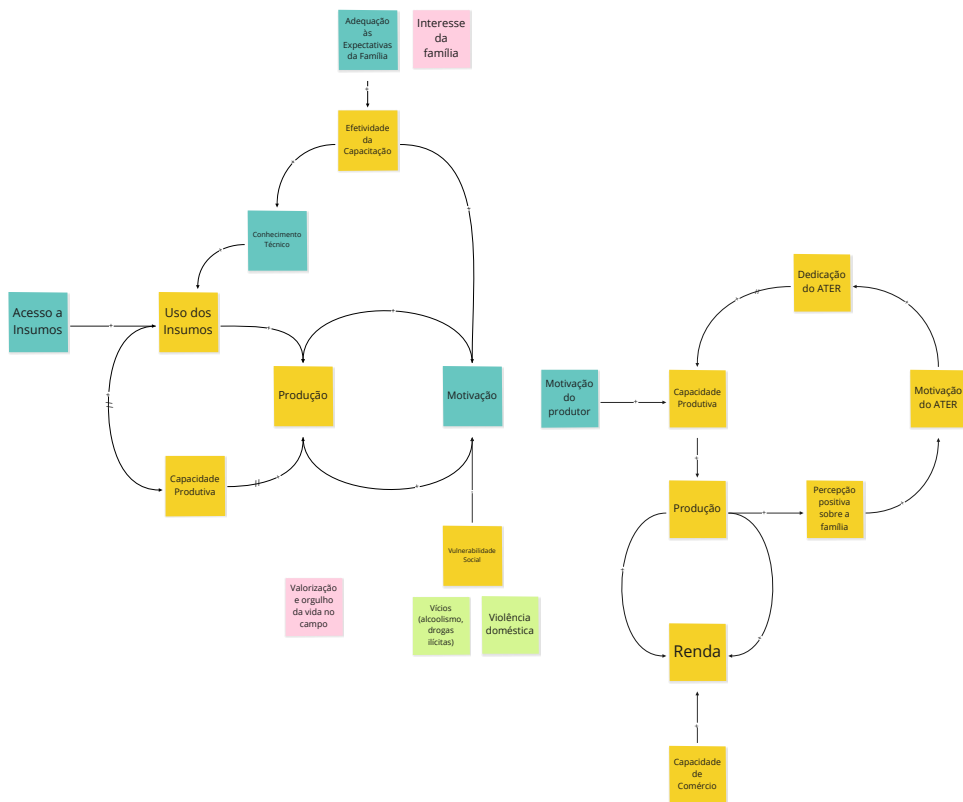 Adequação
às
Expectativas
da Família
Interesse
da
família
Efetividade
da
Capacitação
Conhecimento
Técnico
Acesso a
Insumos
Uso dos
Insumos
Produção
Motivação
Capacidade
Produtiva
Vulnerabilidade
Social
Valorização
e orgulho
da vida no
campo
Vícios
(alcoolismo,
drogas
ilícitas)
Violência
doméstica
Dedicação
do ATER
Motivação
do
produtor
Capacidade
Produtiva
Motivação
do ATER
Produção
Percepção
positiva
sobre a
família
Renda
Capacidade
de
Comércio